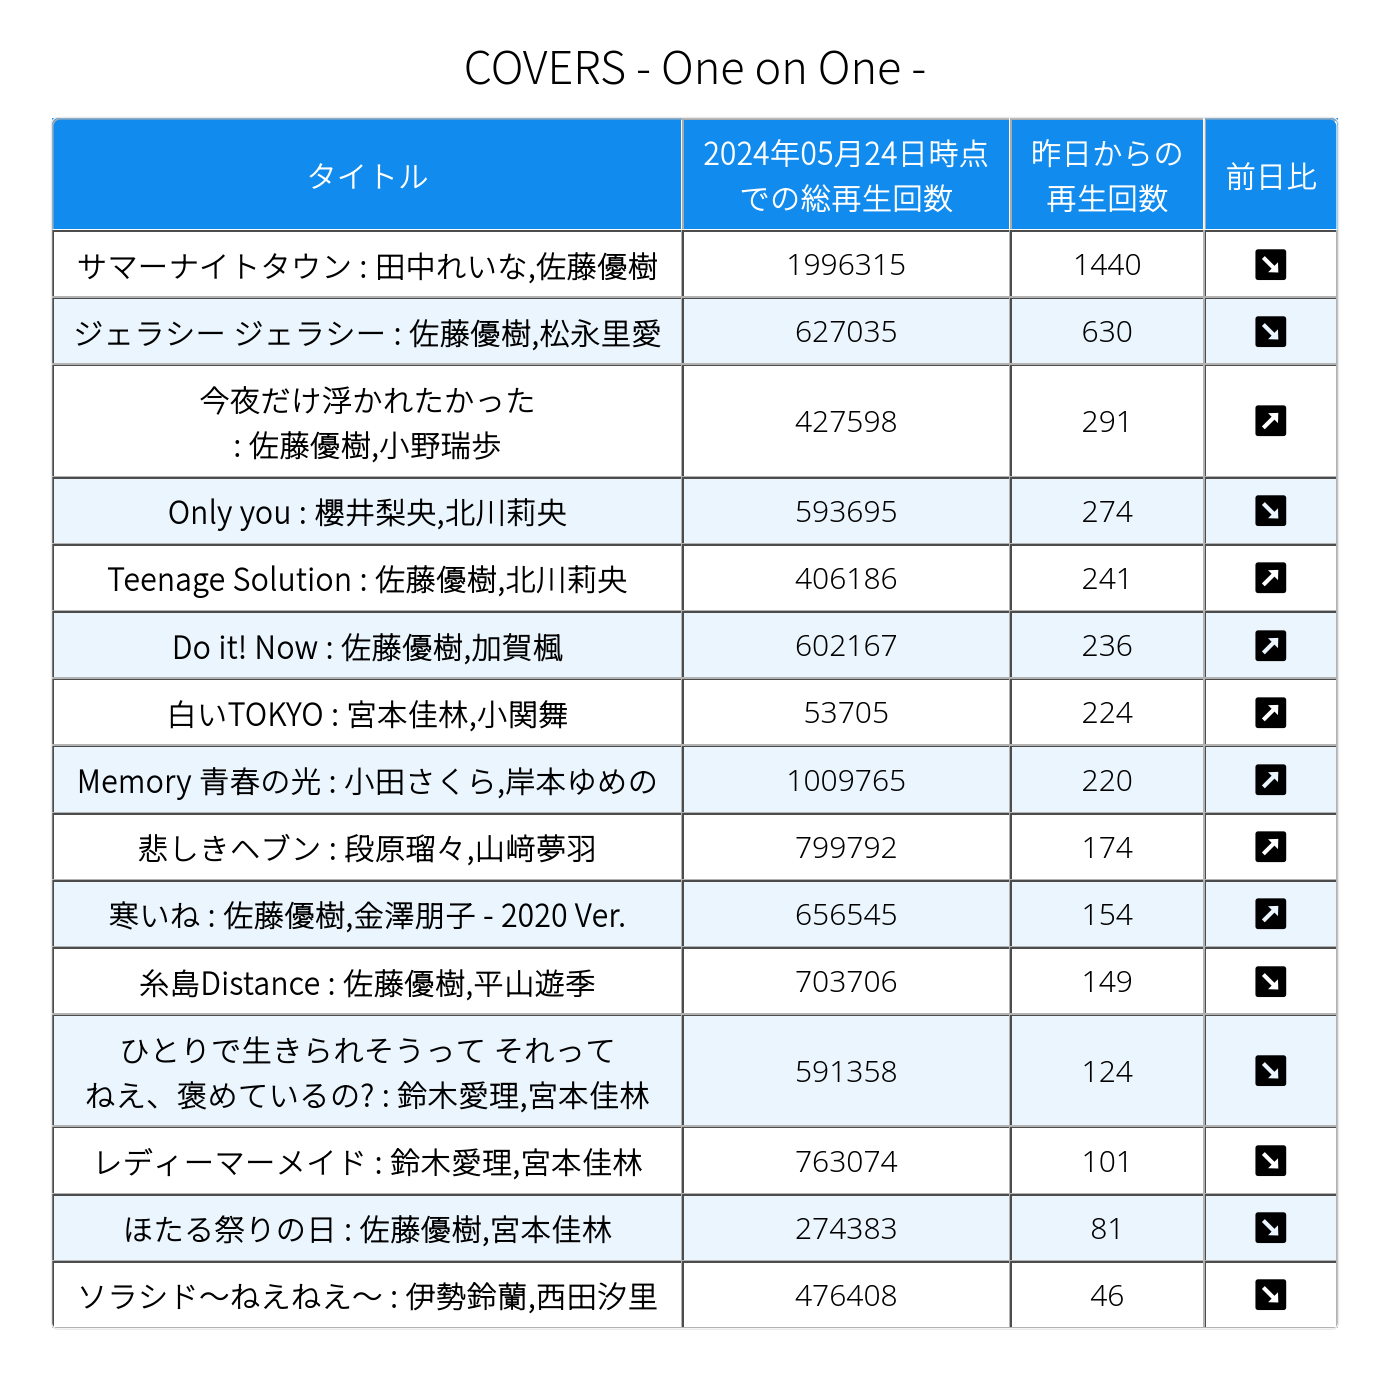 COVERS - One on One -
タイトル
2024年05月24日時点
での総再生回数
昨日からの
再生回数
前日比
サマーナイトタウン : 田中れいな,佐藤優樹
1996315
1440
ジェラシー ジェラシー : 佐藤優樹,松永里愛
627035
630
今夜だけ浮かれたかった
: 佐藤優樹,小野瑞歩
427598
291
Only you : 櫻井梨央,北川莉央
593695
274
Teenage Solution : 佐藤優樹,北川莉央
406186
241
Do it! Now : 佐藤優樹,加賀楓
602167
236
白いTOKYO : 宮本佳林,小関舞
53705
224
Memory 青春の光 : 小田さくら,岸本ゆめの
1009765
220
悲しきヘブン : 段原瑠々,山﨑夢羽
799792
174
寒いね : 佐藤優樹,金澤朋子 - 2020 Ver.
656545
154
糸島Distance : 佐藤優樹,平山遊季
703706
149
ひとりで生きられそうって それって
ねえ、褒めているの? : 鈴木愛理,宮本佳林
591358
124
レディーマーメイド : 鈴木愛理,宮本佳林
763074
101
ほたる祭りの日 : 佐藤優樹,宮本佳林
274383
81
ソラシド〜ねえねえ〜 : 伊勢鈴蘭,西田汐里
476408
46